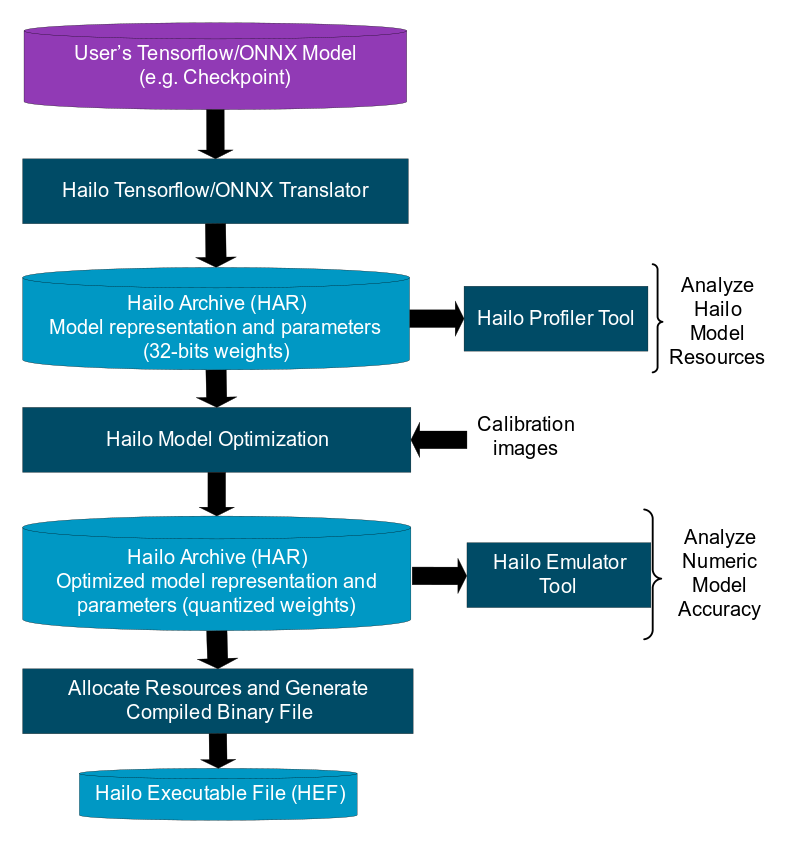 User's Tensorflow/ONNX Model
(e.g. Checkpoint)
Hailo Tensorflow/ONNX Translator
Hailo Archive (HAR)
Model representation and parameters
(32-bits weights)
Hailo Profiler Tool
Analyze
Hailo
Model
Resources
Hailo Model Optimization
Calibration
images
Hailo Archive (HAR)
Optimized model representation and
parameters (quantized weights)
Hailo Emulator
Tool
Analyze
Numeric
Model
Accuracy
Allocate Resources and Generate
Compiled Binary File
Hailo Executable File (HEF)